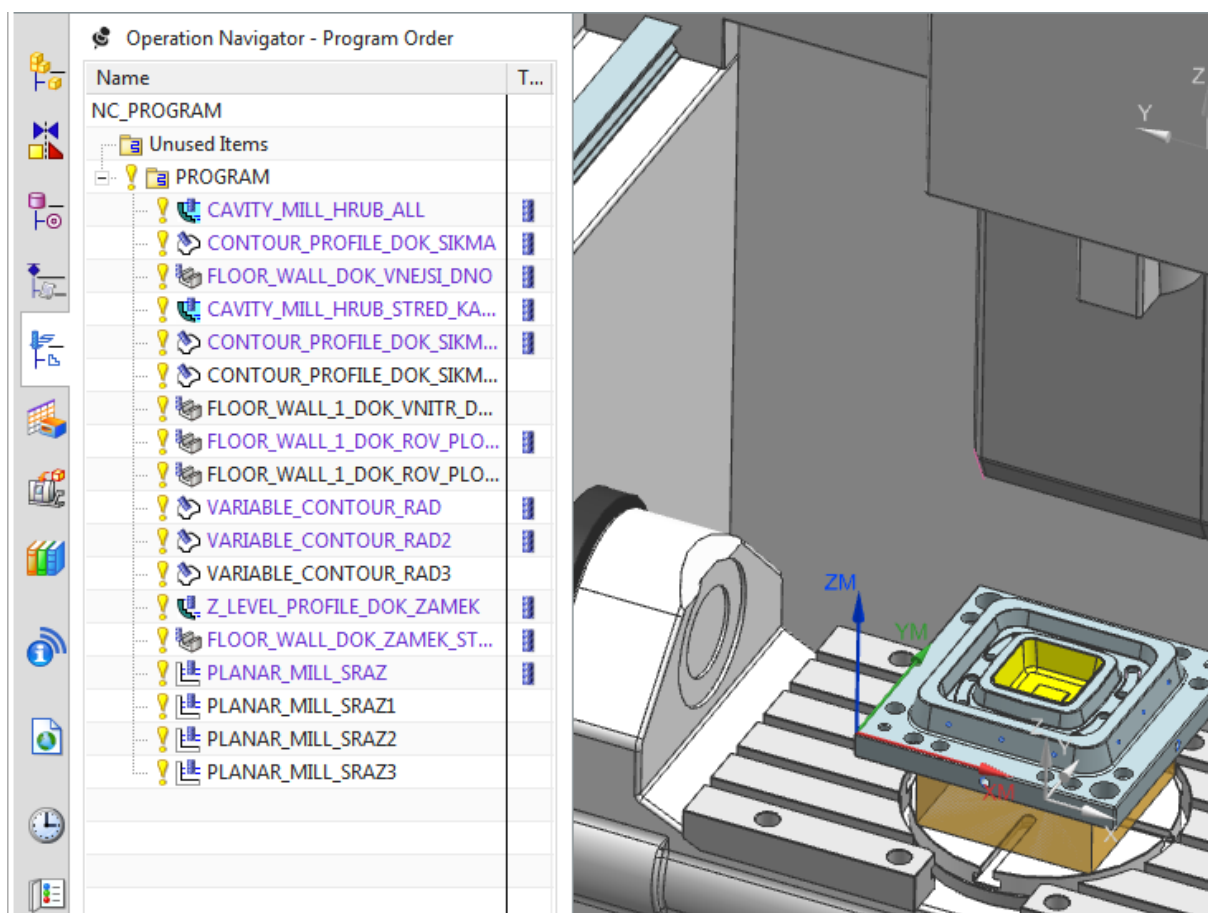 Operation Navigator - Program Order
Name T...
NC_PROGRAM
Unused Items
PROGRAM
CAVITY_MILL_HRUB_ALL
CONTOUR_PROFILE_DOK_SIKMA
FLOOR_WALL_DOK_VNEJSI_DNO
CAVITY_MILL_HRUB_STRED_KA...
CONTOUR_PROFILE_DOK_SIKM...
CONTOUR_PROFILE_DOK_SIKM...
FLOOR_WALL_1_DOK_VNITR_D...
FLOOR_WALL_1_DOK_ROV_PLO...
FLOOR_WALL_1_DOK_ROV_PLO...
VARIABLE_CONTOUR_RAD
VARIABLE_CONTOUR_RAD2
VARIABLE_CONTOUR_RAD3
Z_LEVEL_PROFILE_DOK_ZAMEK
FLOOR_WALL_DOK_ZAMEK_ST...
PLANAR_MILL_SRAZ
PLANAR_MILL_SRAZ1
PLANAR_MILL_SRAZ2
PLANAR_MILL_SRAZ3
Z
Y
ZM
YM
XM
Z
Y
X